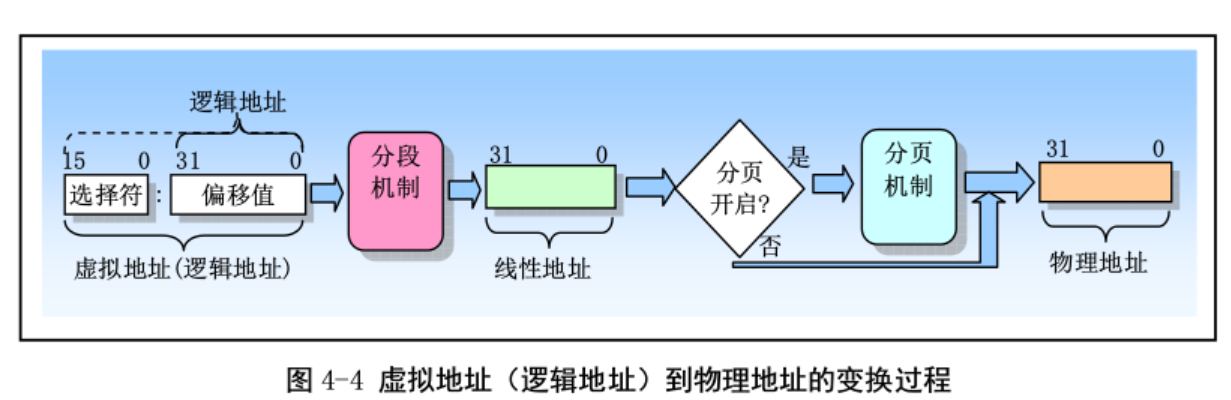 逻辑地址
15 0 31 0
选择符 : 偏移值
虚拟地址(逻辑地址)
分段
机制
31 0
线性地址
分页
开启?
是
否
分页
机制
31 0
物理地址
图 4-4 虚拟地址（逻辑地址）到物理地址的变换过程